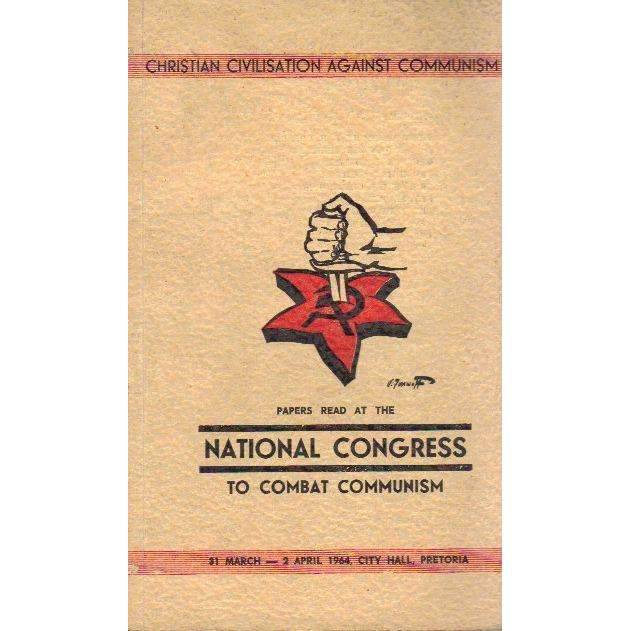 CHRISTIAN CIVILISATION AGAINST COMMUNISM
PAPERS READ AT THE
NATIONAL CONGRESS
TO COMBAT COMMUNISM
31 MARCH — 2 APRIL 1964, CITY HALL, PRETORIA